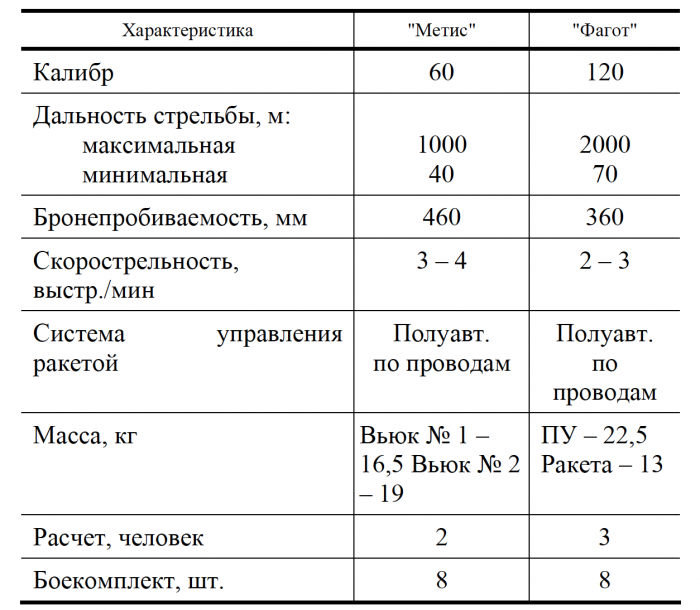 Характеристика "Метис" "Фагот"
Калибр 60 120
Дальность стрельбы, м:
максимальная 1000 2000
минимальная 40 70
Бронепробиваемость, мм 460 360
Скорострельность, 3 – 4 2 – 3
выстр./мин
Система управления Полуавт. Полуавт.
ракетой по проводам по
проводам
Масса, кг Вьюк № 1 – ПУ – 22,5
16,5 Вьюк № 2 Ракета – 13
– 19
Расчет, человек 2 3
Боекомплект, шт. 8 8